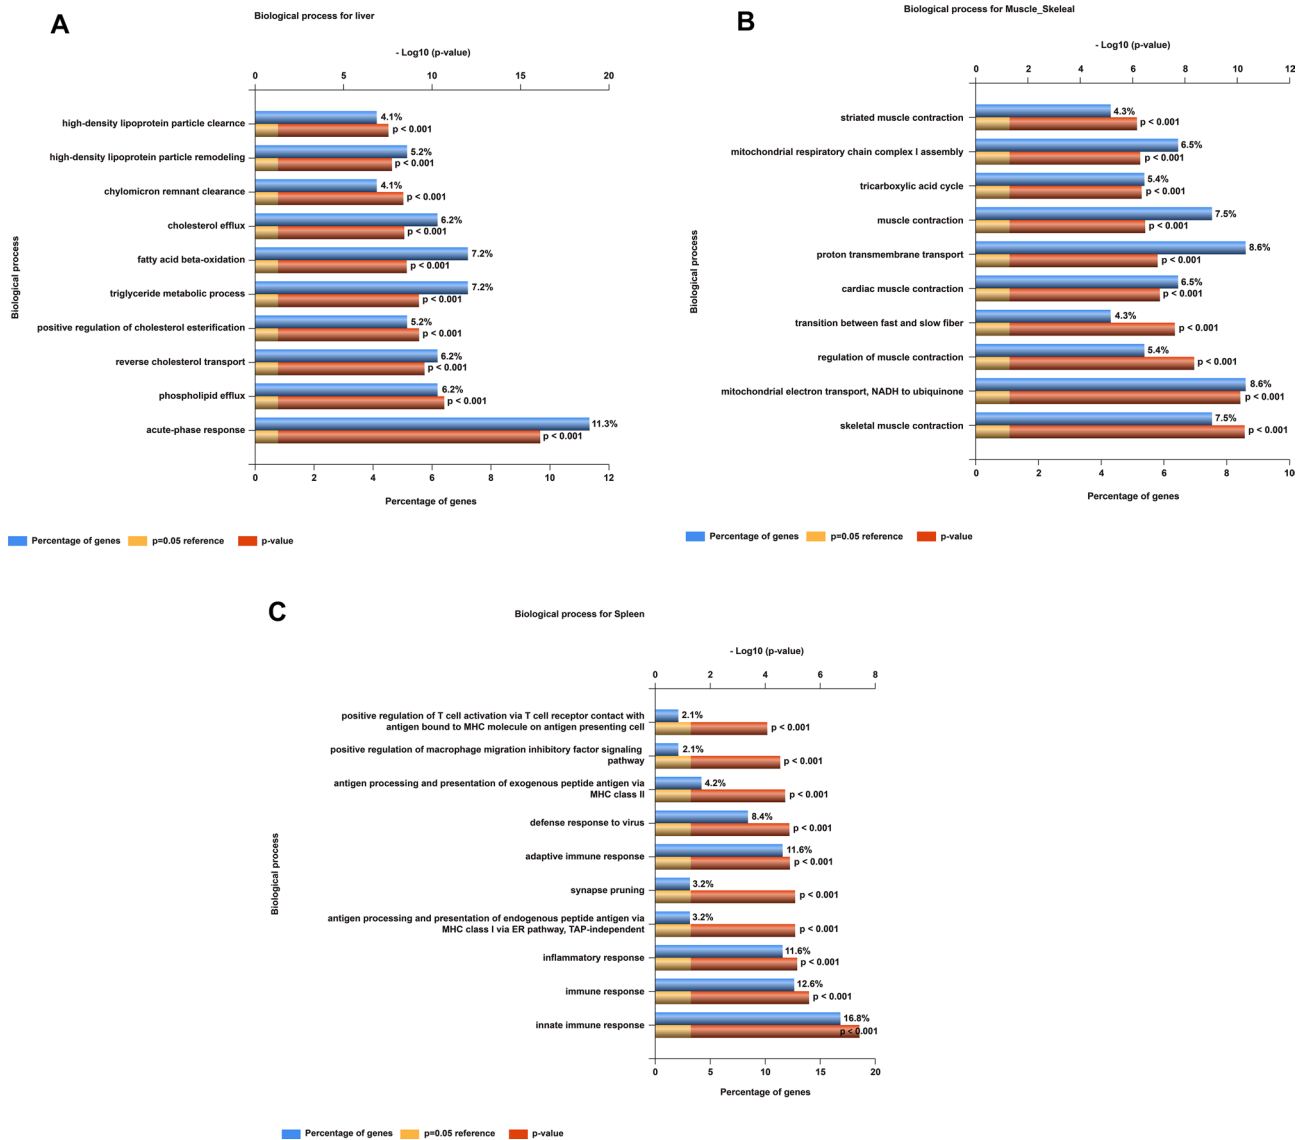 A
Biological process for liver
- Log10 (p-value)
0 5 10 15 20
high-density lipoprotein particle clearnce
4.1%
p < 0.001
high-density lipoprotein particle remodeling
5.2%
p < 0.001
chylomicron remnant clearance
4.1%
p < 0.001
cholesterol efflux
6.2%
p < 0.001
fatty acid beta-oxidation
7.2%
p < 0.001
triglyceride metabolic process
7.2%
p < 0.001
positive regulation of cholesterol esterification
5.2%
p < 0.001
reverse cholesterol transport
6.2%
p < 0.001
phospholipid efflux
6.2%
p < 0.001
acute-phase response
11.3%
p < 0.001
Biological process
0 2 4 6 8 10 12
Percentage of genes
Percentage of genes p=0.05 reference p-value
B
Biological process for Muscle_Skeleal
- Log10 (p-value)
0 2 4 6 8 10 12
striated muscle contraction
4.3%
p < 0.001
mitochondrial respiratory chain complex I assembly
6.5%
p < 0.001
tricarboxylic acid cycle
5.4%
p < 0.001
muscle contraction
7.5%
p < 0.001
proton transmembrane transport
8.6%
p < 0.001
cardiac muscle contraction
6.5%
p < 0.001
transition between fast and slow fiber
4.3%
p < 0.001
regulation of muscle contraction
5.4%
p < 0.001
mitochondrial electron transport, NADH to ubiquinone
8.6%
p < 0.001
skeletal muscle contraction
7.5%
p < 0.001
Biological process
0 2 4 6 8 10
Percentage of genes
Percentage of genes p=0.05 reference p-value
C
Biological process for Spleen
- Log10 (p-value)
0 2 4 6 8
positive regulation of T cell activation via T cell receptor contact with
antigen bound to MHC molecule on antigen presenting cell
2.1%
p < 0.001
positive regulation of macrophage migration inhibitory factor signaling
pathway
2.1%
p < 0.001
antigen processing and presentation of exogenous peptide antigen via
MHC class II
4.2%
p < 0.001
defense response to virus
8.4%
p < 0.001
adaptive immune response
11.6%
p < 0.001
synapse pruning
3.2%
p < 0.001
antigen processing and presentation of endogenous peptide antigen via
MHC class I via ER pathway, TAP-independent
3.2%
p < 0.001
inflammatory response
11.6%
p < 0.001
immune response
12.6%
p < 0.001
innate immune response
16.8%
p < 0.001
Biological process
0 5 10 15 20
Percentage of genes
Percentage of genes p=0.05 reference p-value